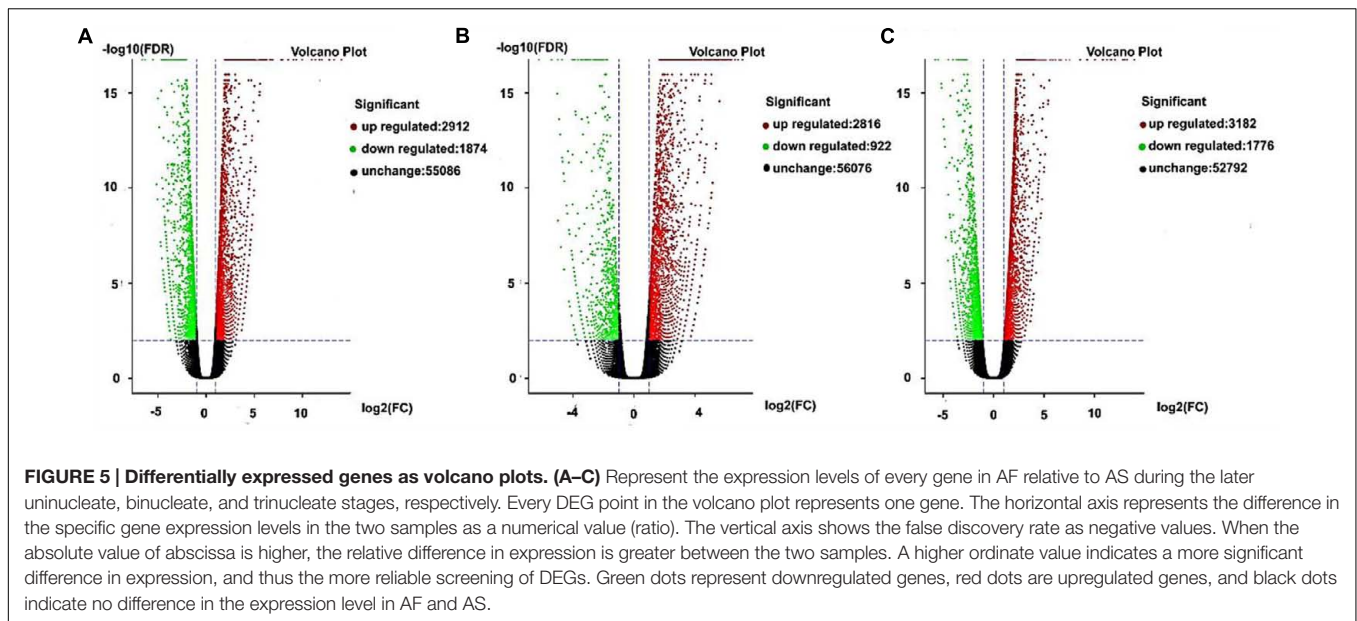 A
-log10(FDR)
Volcano Plot
15
10
5
0
-5
0
5
10
log2(FC)
Significant
up regulated:2912
down regulated:1874
unchange:55086
B
-log10(FDR)
Volcano Plot
15
10
5
0
-4
0
4
log2(FC)
Significant
up regulated:2816
down regulated:922
unchange:56076
C
Volcano Plot
15
10
5
0
-5
0
5
10
log2(FC)
Significant
up regulated:3182
down regulated:1776
unchange:52792
FIGURE 5 | Differentially expressed genes as volcano plots. (A–C) Represent the expression levels of every gene in AF relative to AS during the later
uninucleate, binucleate, and trinucleate stages, respectively. Every DEG point in the volcano plot represents one gene. The horizontal axis represents the difference in
the specific gene expression levels in the two samples as a numerical value (ratio). The vertical axis shows the false discovery rate as negative values. When the
absolute value of abscissa is higher, the relative difference in expression is greater between the two samples. A higher ordinate value indicates a more significant
difference in expression, and thus the more reliable screening of DEGs. Green dots represent downregulated genes, red dots are upregulated genes, and black dots
indicate no difference in the expression level in AF and AS.